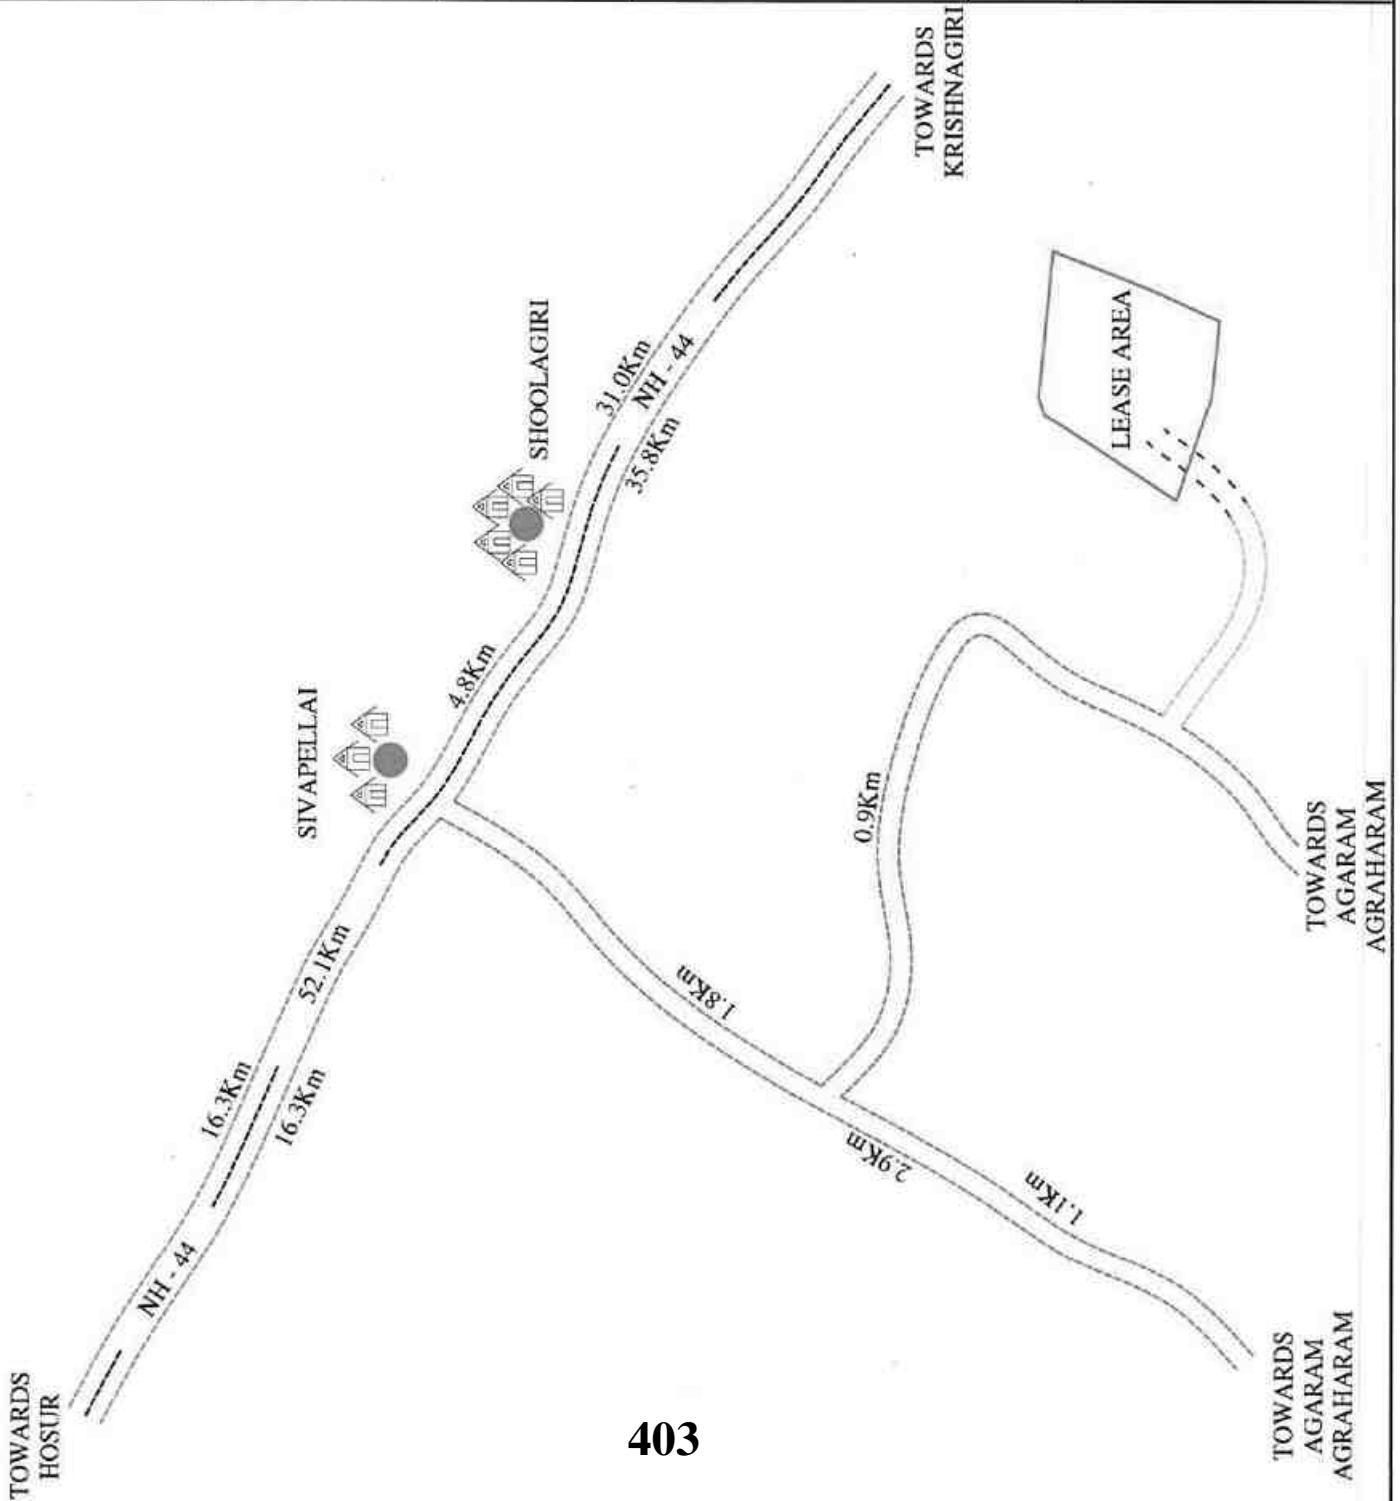 TOWARDS
HOSUR
NH - 44
16.3Km
16.3Km
52.1Km
SIVAPELLAI
4.8Km
SHOOLAGIRI
31.0Km
NH - 44
35.8Km
TOWARDS
KRISHNAGIRI
LEASE AREA
0.9Km
1.8Km
2.9Km
1.1Km
TOWARDS
AGARAM
AGRAHARAM
TOWARDS
AGARAM
AGRAHARAM
403